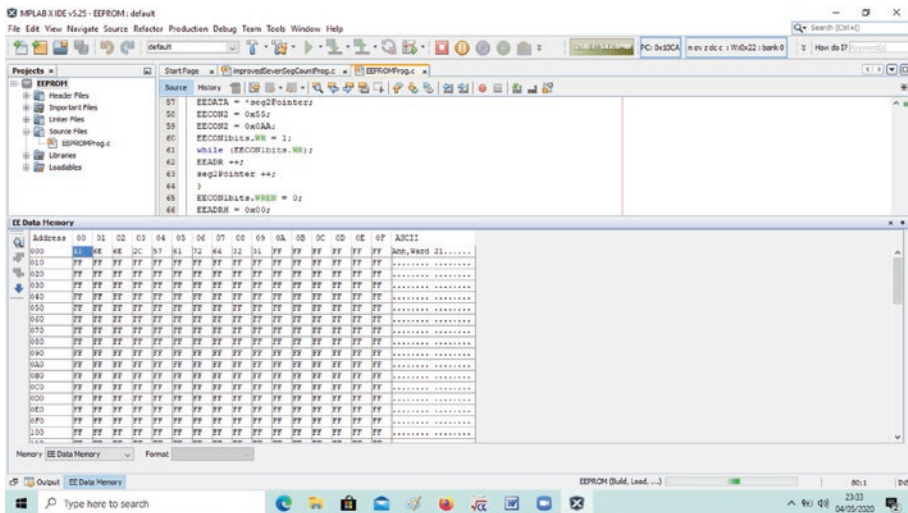 MPLAB X IDE v5.25 - EEPROM : default
File Edit View Navigate Source Refactor Production Debug Team Tools Window Help
Search (Ctrl+I)
default
PC: 0x10CA
: W:0x22 : bank 0
How do I?
Projects
Start Page
improvedSevenSegCountProg.c
EEPROMProg.c
EEPROM
Header Files
Important Files
Linker Files
Source Files
EEPROMProg.c
Libraries
Loadables
Source History
57 EEDATA = *seg2Pointer;
58 EECON2 = 0x55;
59 EECON2 = 0x0AA;
60 EECON1bits.WR = 1;
61 while (EECON1bits.WR);
62 EEADR ++;
63 seg2Pointer ++;
64 }
65 EECON1bits.WREN = 0;
66 EEADRH = 0x00;
EE Data Memory
Address 00 01 02 03 04 05 06 07 08 09 0A 0B 0C 0D 0E 0F ASCII
000 41 6E 6E 2C 57 61 72 64 32 31 FF FF FF FF FF FF Ann,Ward 21......
010 FF FF FF FF FF FF FF FF FF FF FF FF FF FF FF FF ........ ........
020 FF FF FF FF FF FF FF FF FF FF FF FF FF FF FF FF ........ ........
030 FF FF FF FF FF FF FF FF FF FF FF FF FF FF FF FF ........ ........
040 FF FF FF FF FF FF FF FF FF FF FF FF FF FF FF FF ........ ........
050 FF FF FF FF FF FF FF FF FF FF FF FF FF FF FF FF ........ ........
060 FF FF FF FF FF FF FF FF FF FF FF FF FF FF FF FF ........ ........
070 FF FF FF FF FF FF FF FF FF FF FF FF FF FF FF FF ........ ........
080 FF FF FF FF FF FF FF FF FF FF FF FF FF FF FF FF ........ ........
090 FF FF FF FF FF FF FF FF FF FF FF FF FF FF FF FF ........ ........
0A0 FF FF FF FF FF FF FF FF FF FF FF FF FF FF FF FF ........ ........
0B0 FF FF FF FF FF FF FF FF FF FF FF FF FF FF FF FF ........ ........
0C0 FF FF FF FF FF FF FF FF FF FF FF FF FF FF FF FF ........ ........
0D0 FF FF FF FF FF FF FF FF FF FF FF FF FF FF FF FF ........ ........
0E0 FF FF FF FF FF FF FF FF FF FF FF FF FF FF FF FF ........ ........
0F0 FF FF FF FF FF FF FF FF FF FF FF FF FF FF FF FF ........ ........
100 FF FF FF FF FF FF FF FF FF FF FF FF FF FF FF FF ........ ........
Memory EE Data Memory Format
Output EE Data Memory
EEPROM (Build, Load, ...)
80:1 INS
Type here to search
23:33
04/05/2020